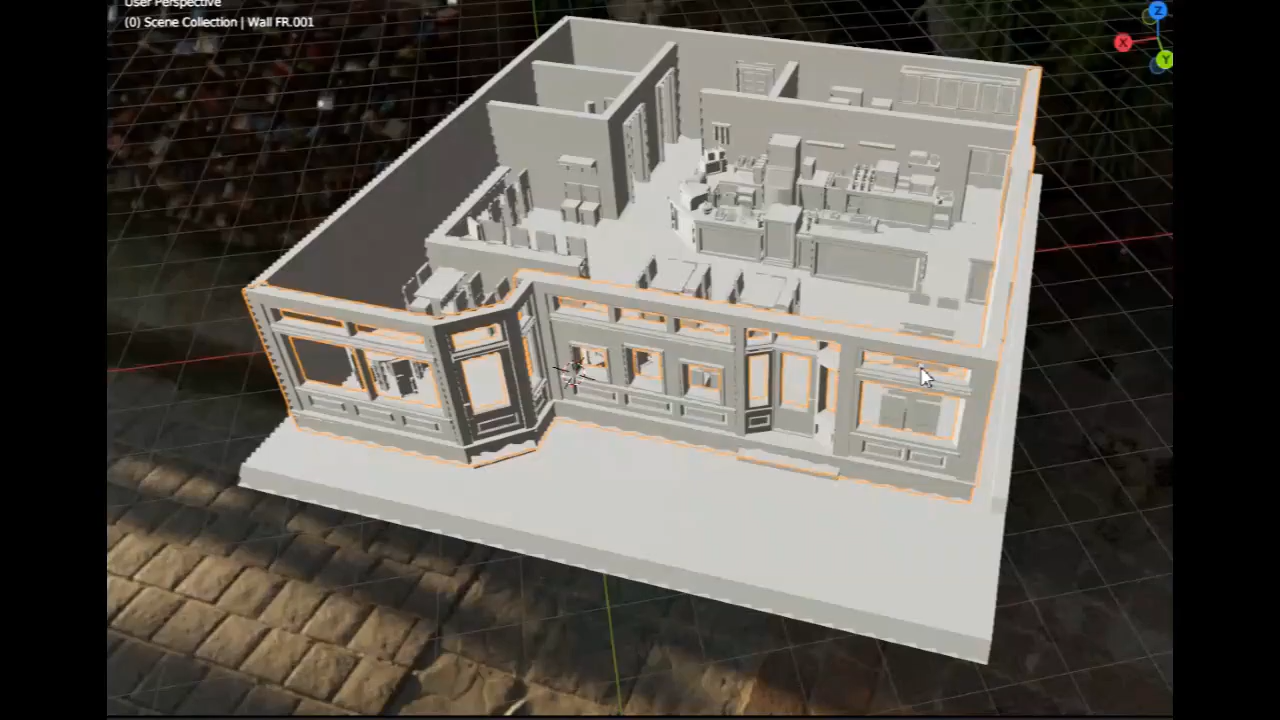 User Perspective
(0) Scene Collection | Wall FR.001
Z
X
Y